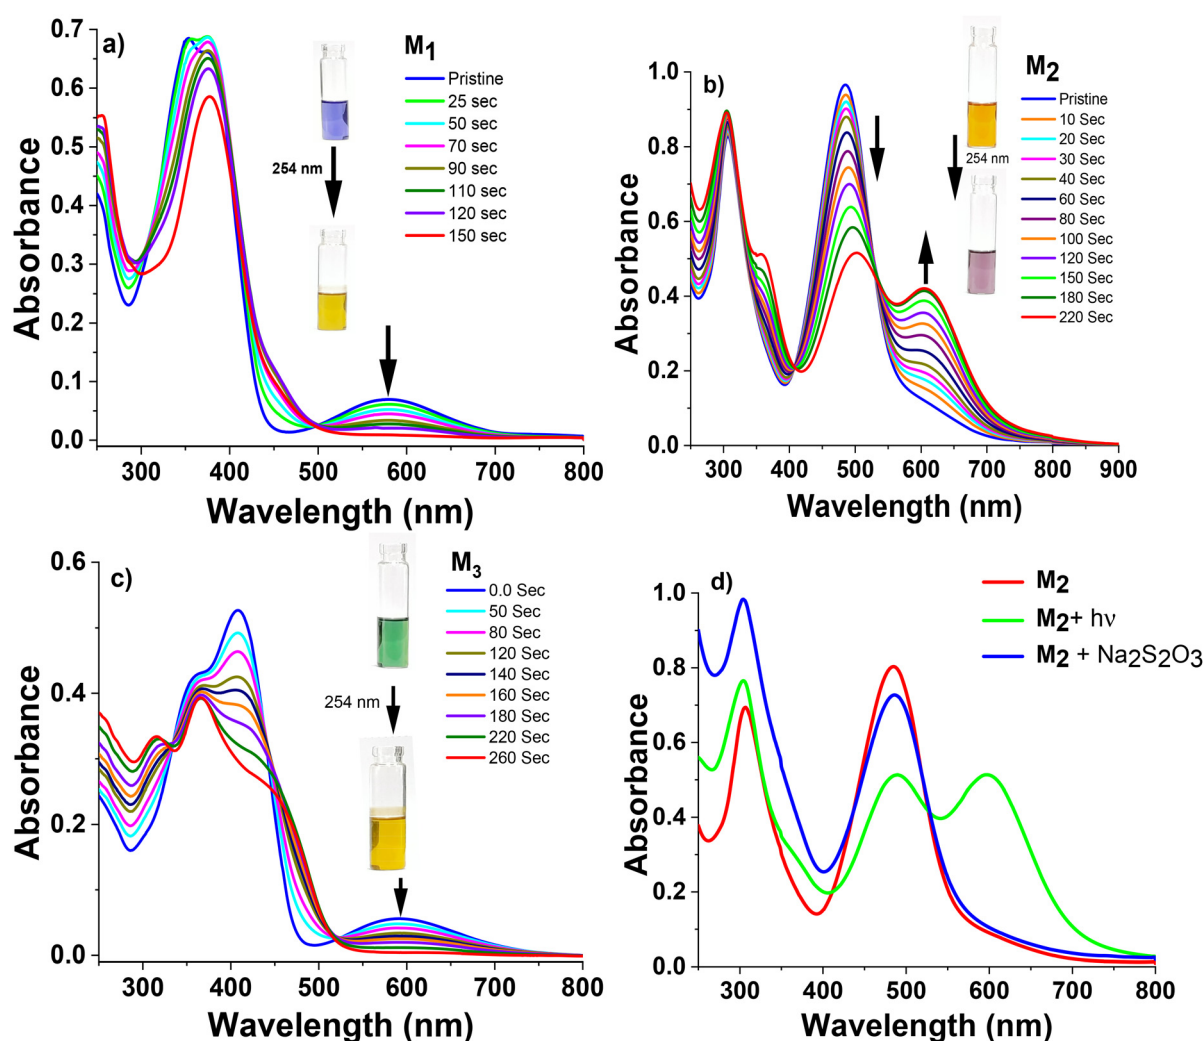 a)
M1
Pristine
25 sec
50 sec
70 sec
90 sec
110 sec
120 sec
150 sec
254 nm
0.7
0.6
0.5
0.4
0.3
0.2
0.1
0.0
Absorbance
300 400 500 600 700 800
Wavelength (nm)
b)
M2
Pristine
10 Sec
20 Sec
30 Sec
40 Sec
60 Sec
80 Sec
100 Sec
120 Sec
150 Sec
180 Sec
220 Sec
254 nm
1.0
0.8
0.6
0.4
0.2
0.0
Absorbance
300 400 500 600 700 800 900
Wavelength (nm)
c)
M3
0.0 Sec
50 Sec
80 Sec
120 Sec
140 Sec
160 Sec
180 Sec
220 Sec
260 Sec
254 nm
0.6
0.4
0.2
0.0
Absorbance
300 400 500 600 700 800
Wavelength (nm)
d)
M2
M2+ hν
M2 + Na2S2O3
1.0
0.8
0.6
0.4
0.2
0.0
Absorbance
300 400 500 600 700 800
Wavelength (nm)